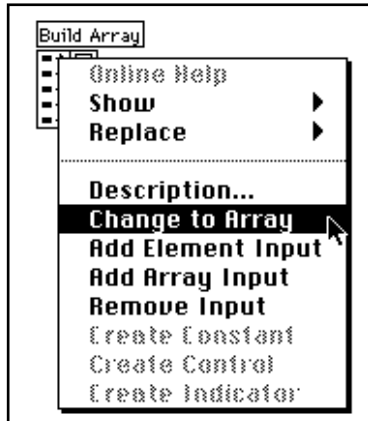 Build Array
Online Help
Show
Replace
Description...
Change to Array
Add Element Input
Add Array Input
Remove Input
Create Constant
Create Control
Create Indicator